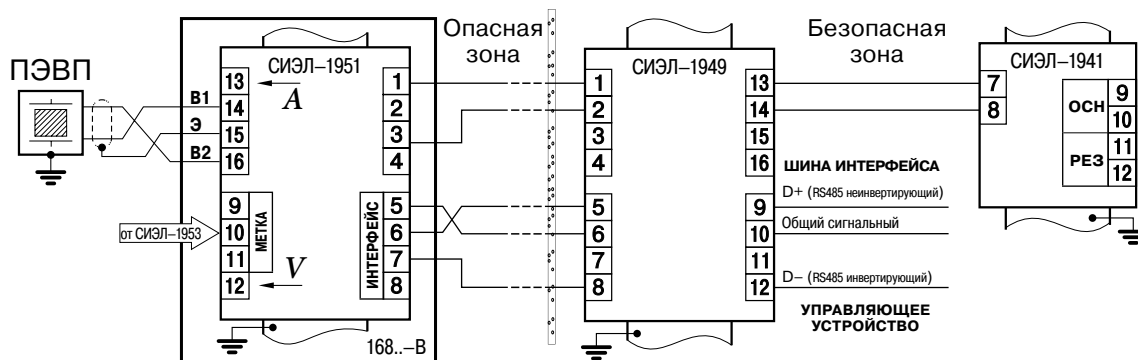 Опасная
зона
Безопасная
зона
ПЭВП
СИЭЛ–1951
СИЭЛ–1949
СИЭЛ–1941
13
14
15
16
A
1
2
3
4
1
2
3
4
13
14
15
16
7
8
ОСН
9
10
РЕЗ
11
12
В1
Э
В2
ШИНА ИНТЕРФЕЙСА
D+ (RS485 неинвертирующий)
Общий сигнальный
D– (RS485 инвертирующий)
УПРАВЛЯЮЩЕЕ
УСТРОЙСТВО
от СИЭЛ–1953
9
10
11
12
МЕТКА
V
ИНТЕРФЕЙС
5
6
7
8
5
6
7
8
9
10
11
12
168..–В